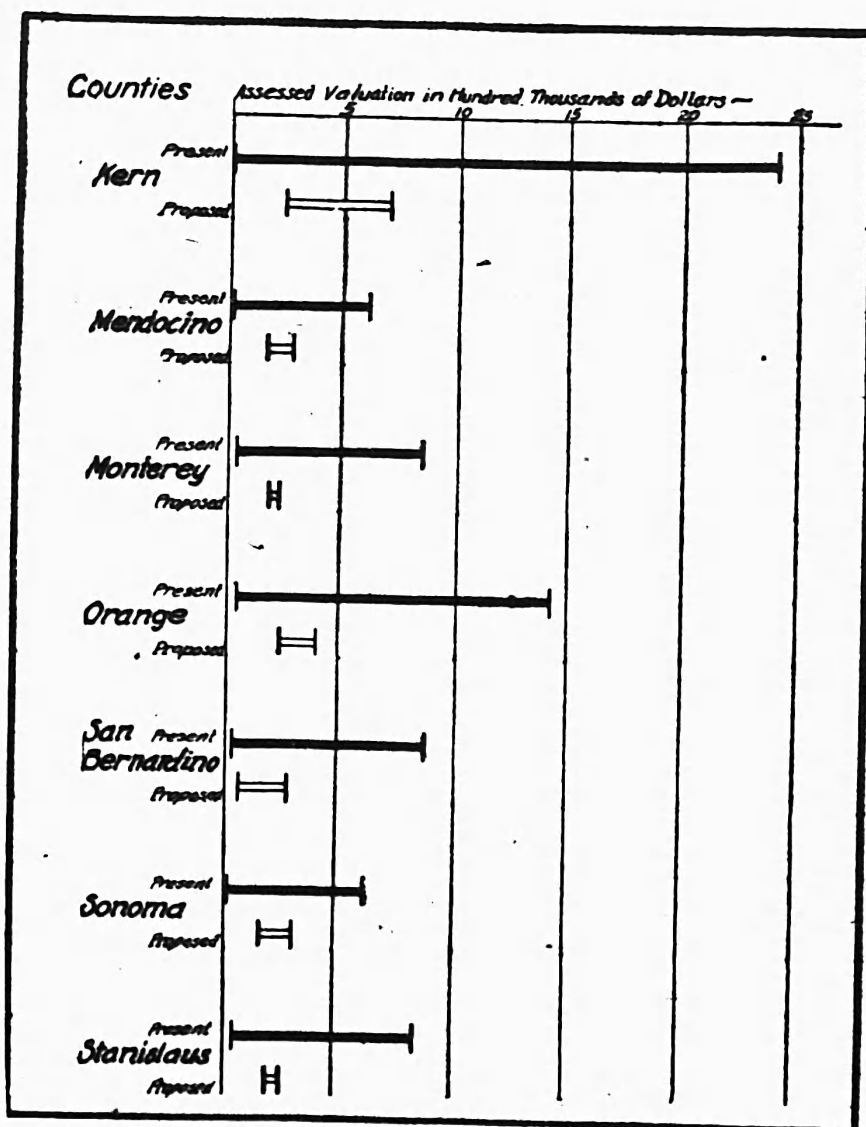 Counties
Assessed Valuation in Hundred Thousands of Dollars —
5 10 15 20 25
Present
Kern
Proposed
Present
Mendocino
Proposed
Present
Monterey
Proposed
Present
Orange
Proposed
San Present
Bernardino
Proposed
Present
Sonoma
Proposed
Present
Stanislaus
Proposed